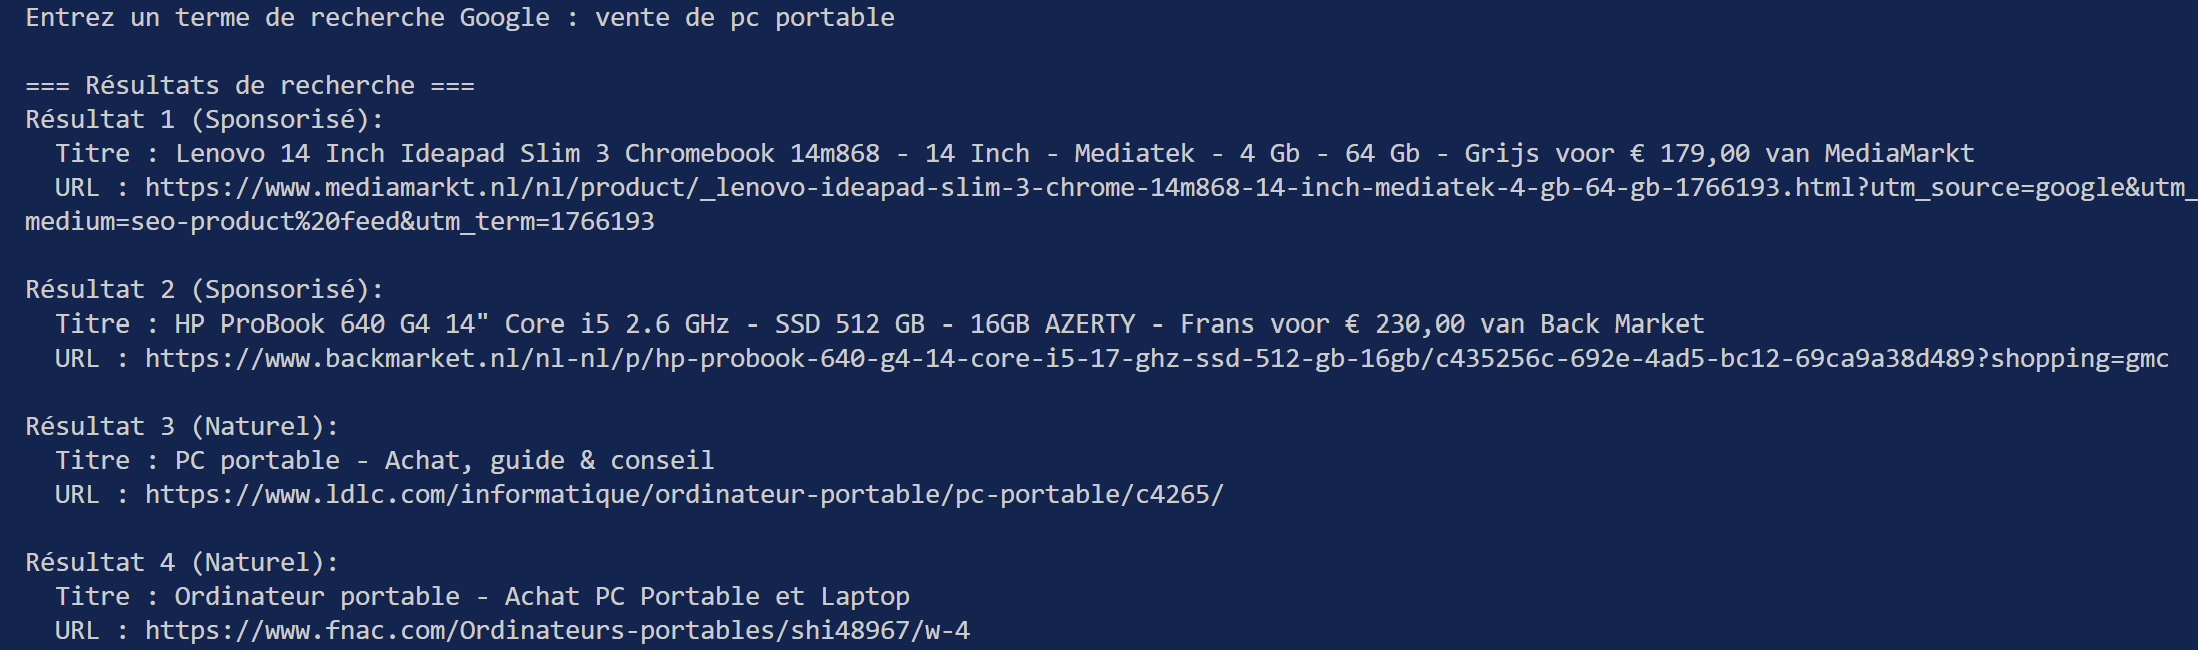 Entrez un terme de recherche Google : vente de pc portable
=== Résultats de recherche ===
Résultat 1 (Sponsorisé):
Titre : Lenovo 14 Inch Ideapad Slim 3 Chromebook 14m868 - 14 Inch - Mediatek - 4 Gb - 64 Gb - Grijs voor € 179,00 van MediaMarkt
URL : https://www.mediamarkt.nl/nl/product/_lenovo-ideapad-slim-3-chrome-14m868-14-inch-mediatek-4-gb-64-gb-1766193.html?utm_source=google&utm_
medium=seo-product%20feed&utm_term=1766193
Résultat 2 (Sponsorisé):
Titre : HP ProBook 640 G4 14" Core i5 2.6 GHz - SSD 512 GB - 16GB AZERTY - Frans voor € 230,00 van Back Market
URL : https://www.backmarket.nl/nl-nl/p/hp-probook-640-g4-14-core-i5-17-ghz-ssd-512-gb-16gb/c435256c-692e-4ad5-bc12-69ca9a38d489?shopping=gmc
Résultat 3 (Naturel):
Titre : PC portable - Achat, guide & conseil
URL : https://www.ldlc.com/informatique/ordinateur-portable/pc-portable/c4265/
Résultat 4 (Naturel):
Titre : Ordinateur portable - Achat PC Portable et Laptop
URL : https://www.fnac.com/Ordinateurs-portables/shi48967/w-4